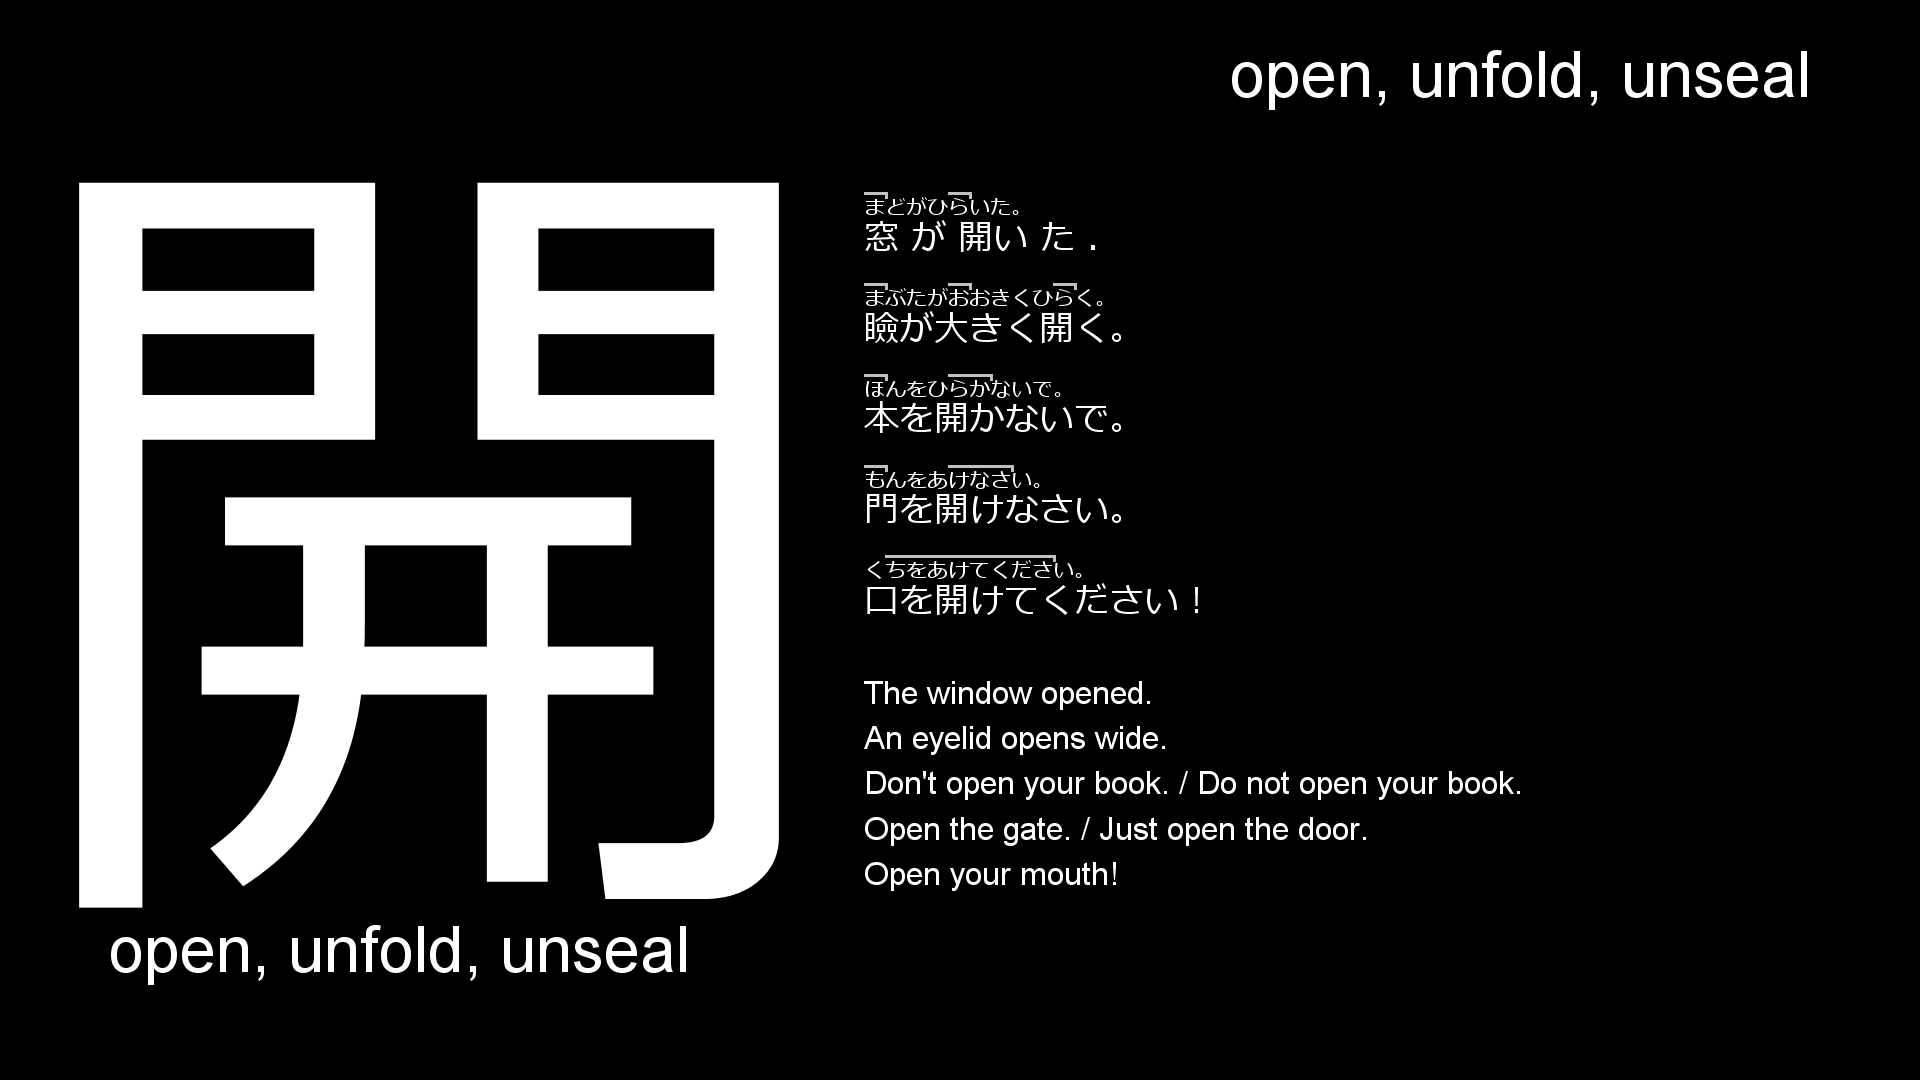 open, unfold, unseal
開
まどがひらいた。
窓 が 開い た .
まぶたがおおきくひらく。
瞼が大きく開く。
ほんをひらかないで。
本を開かないで。
もんをあけなさい。
門を開けなさい。
くちをあけてください。
口を開けてください！
The window opened.
An eyelid opens wide.
Don't open your book. / Do not open your book.
Open the gate. / Just open the door.
Open your mouth!
open, unfold, unseal